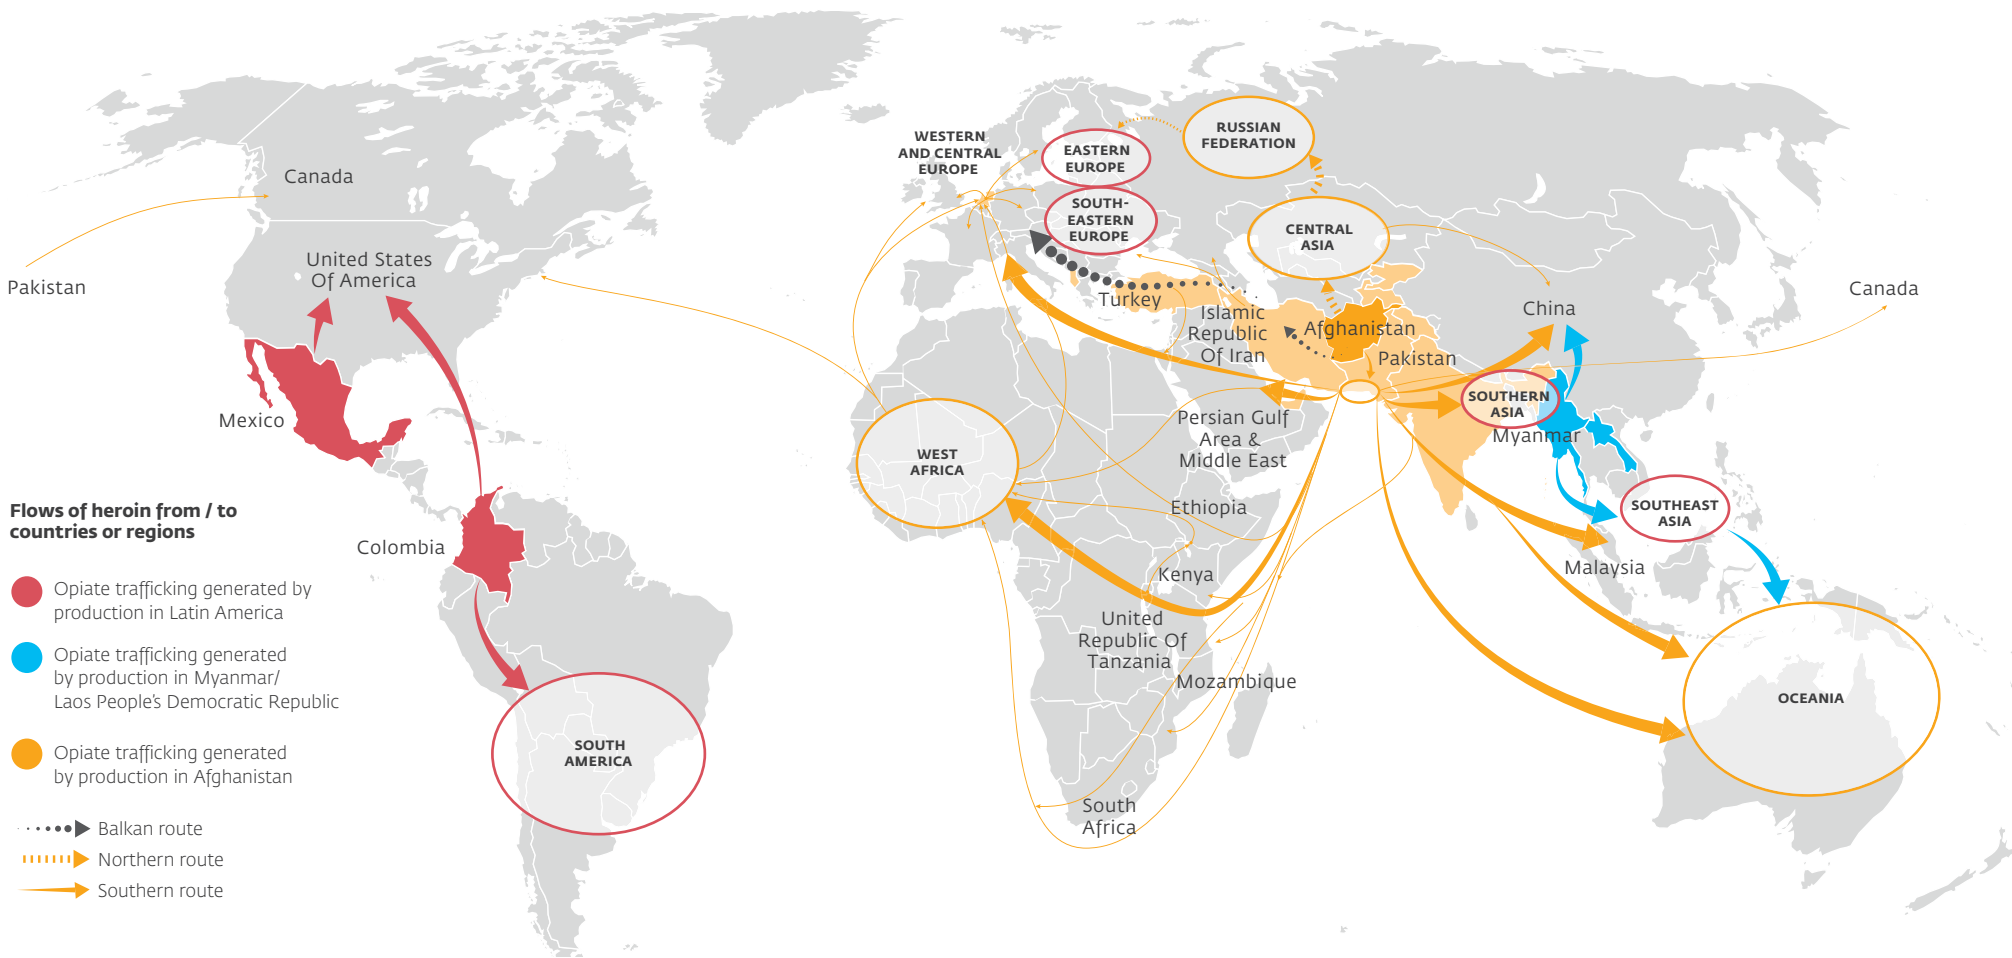 Canada
Pakistan
United States
Of America
Mexico
Colombia
SOUTH
AMERICA
Flows of heroin from / to
countries or regions
Opiate trafficking generated by
production in Latin America
Opiate trafficking generated
by production in Myanmar/
Laos People's Democratic Republic
Opiate trafficking generated
by production in Afghanistan
Balkan route
Northern route
Southern route
WESTERN
AND CENTRAL
EUROPE
EASTERN
EUROPE
SOUTH-
EASTERN
EUROPE
RUSSIAN
FEDERATION
CENTRAL
ASIA
Turkey
Islamic
Republic
Of Iran
Afghanistan
Pakistan
China
Canada
SOUTHERN
ASIA
Myanmar
Persian Gulf
Area &
Middle East
WEST
AFRICA
Ethiopia
Kenya
United
Republic Of
Tanzania
Mozambique
South
Africa
SOUTHEAST
ASIA
Malaysia
OCEANIA